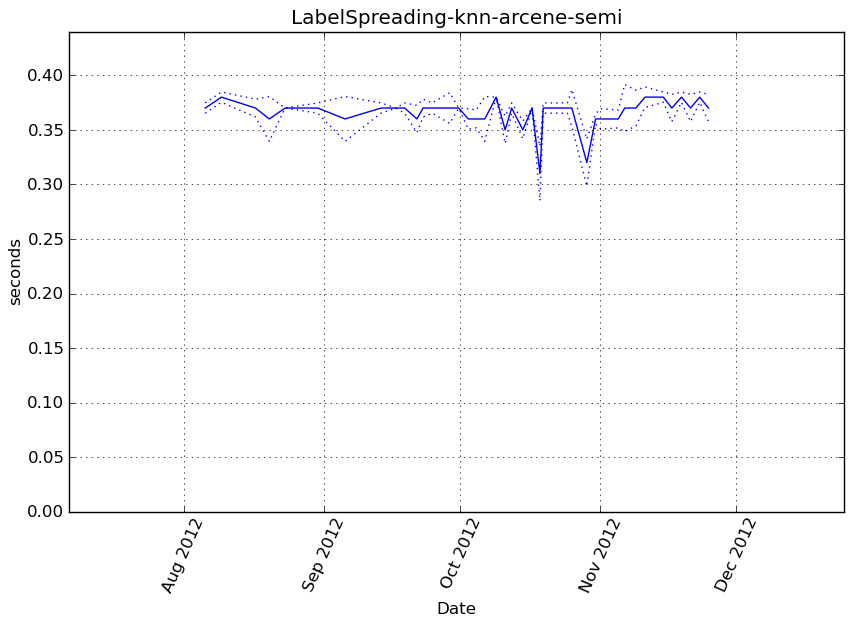 LabelSpreading-knn-arcene-semi
0.40
0.35
0.30
0.25
0.20
0.15
0.10
0.05
0.00
seconds
Aug 2012
Sep 2012
Oct 2012
Nov 2012
Dec 2012
Date